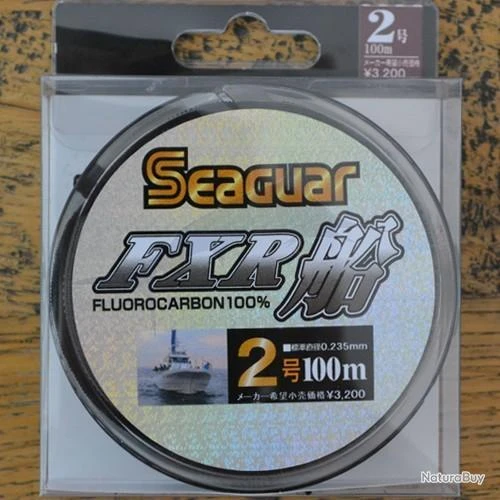 2号
100m
メーカー希望小売価格
¥3,200
SEAGUAR
FXR船
FLUOROCARBON100%
■標準直径0.235mm
2号100m
メーカー希望小売価格¥3,200
NaturaBuy